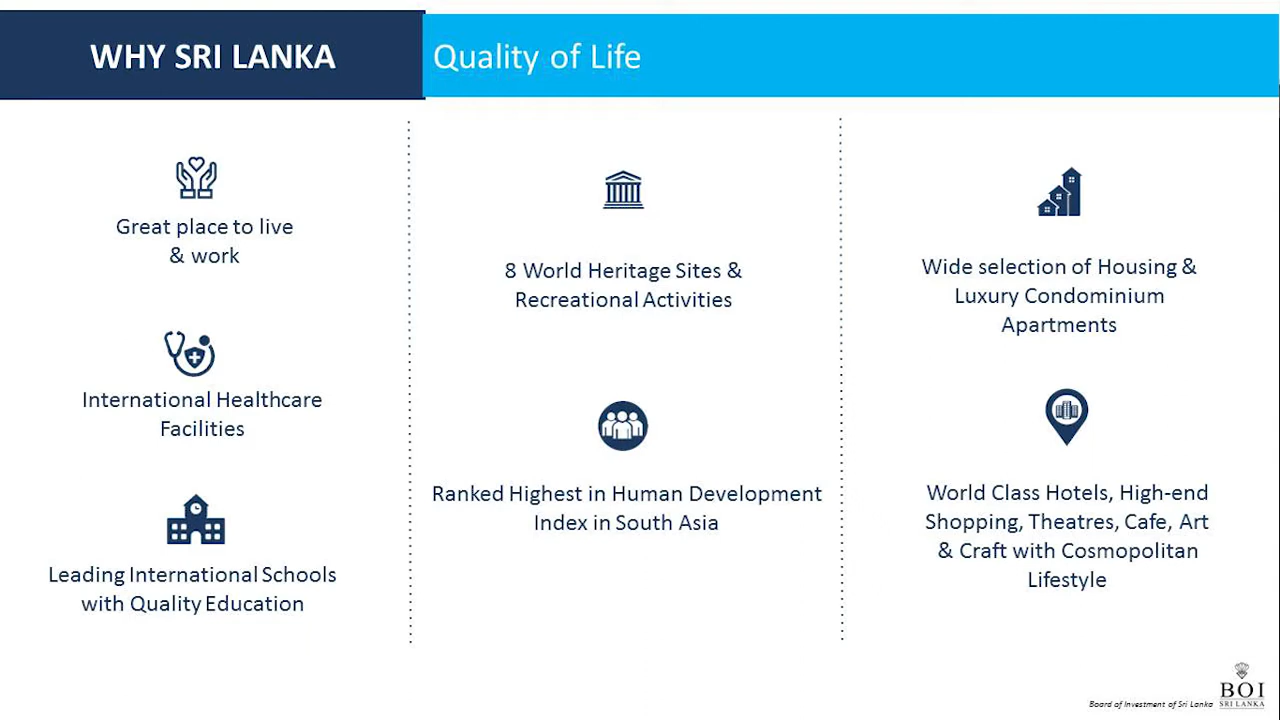 WHY SRI LANKA
Quality of Life
Great place to live
& work
International Healthcare
Facilities
Leading International Schools
with Quality Education
8 World Heritage Sites &
Recreational Activities
Ranked Highest in Human Development
Index in South Asia
Wide selection of Housing &
Luxury Condominium
Apartments
World Class Hotels, High-end
Shopping, Theatres, Cafe, Art
& Craft with Cosmopolitan
Lifestyle
Board of Investment of Sri Lanka
BOI
SRI LANKA